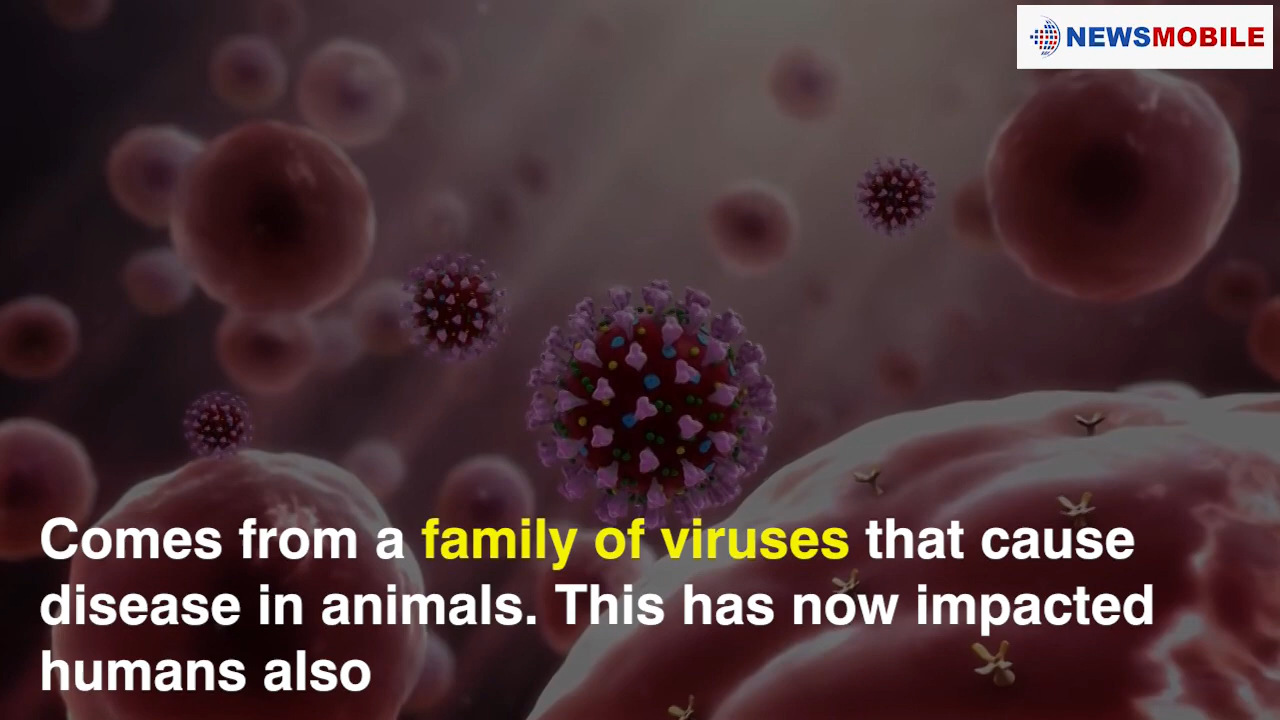 NEWSMOBILE
Comes from a family of viruses that cause
disease in animals. This has now impacted
humans also